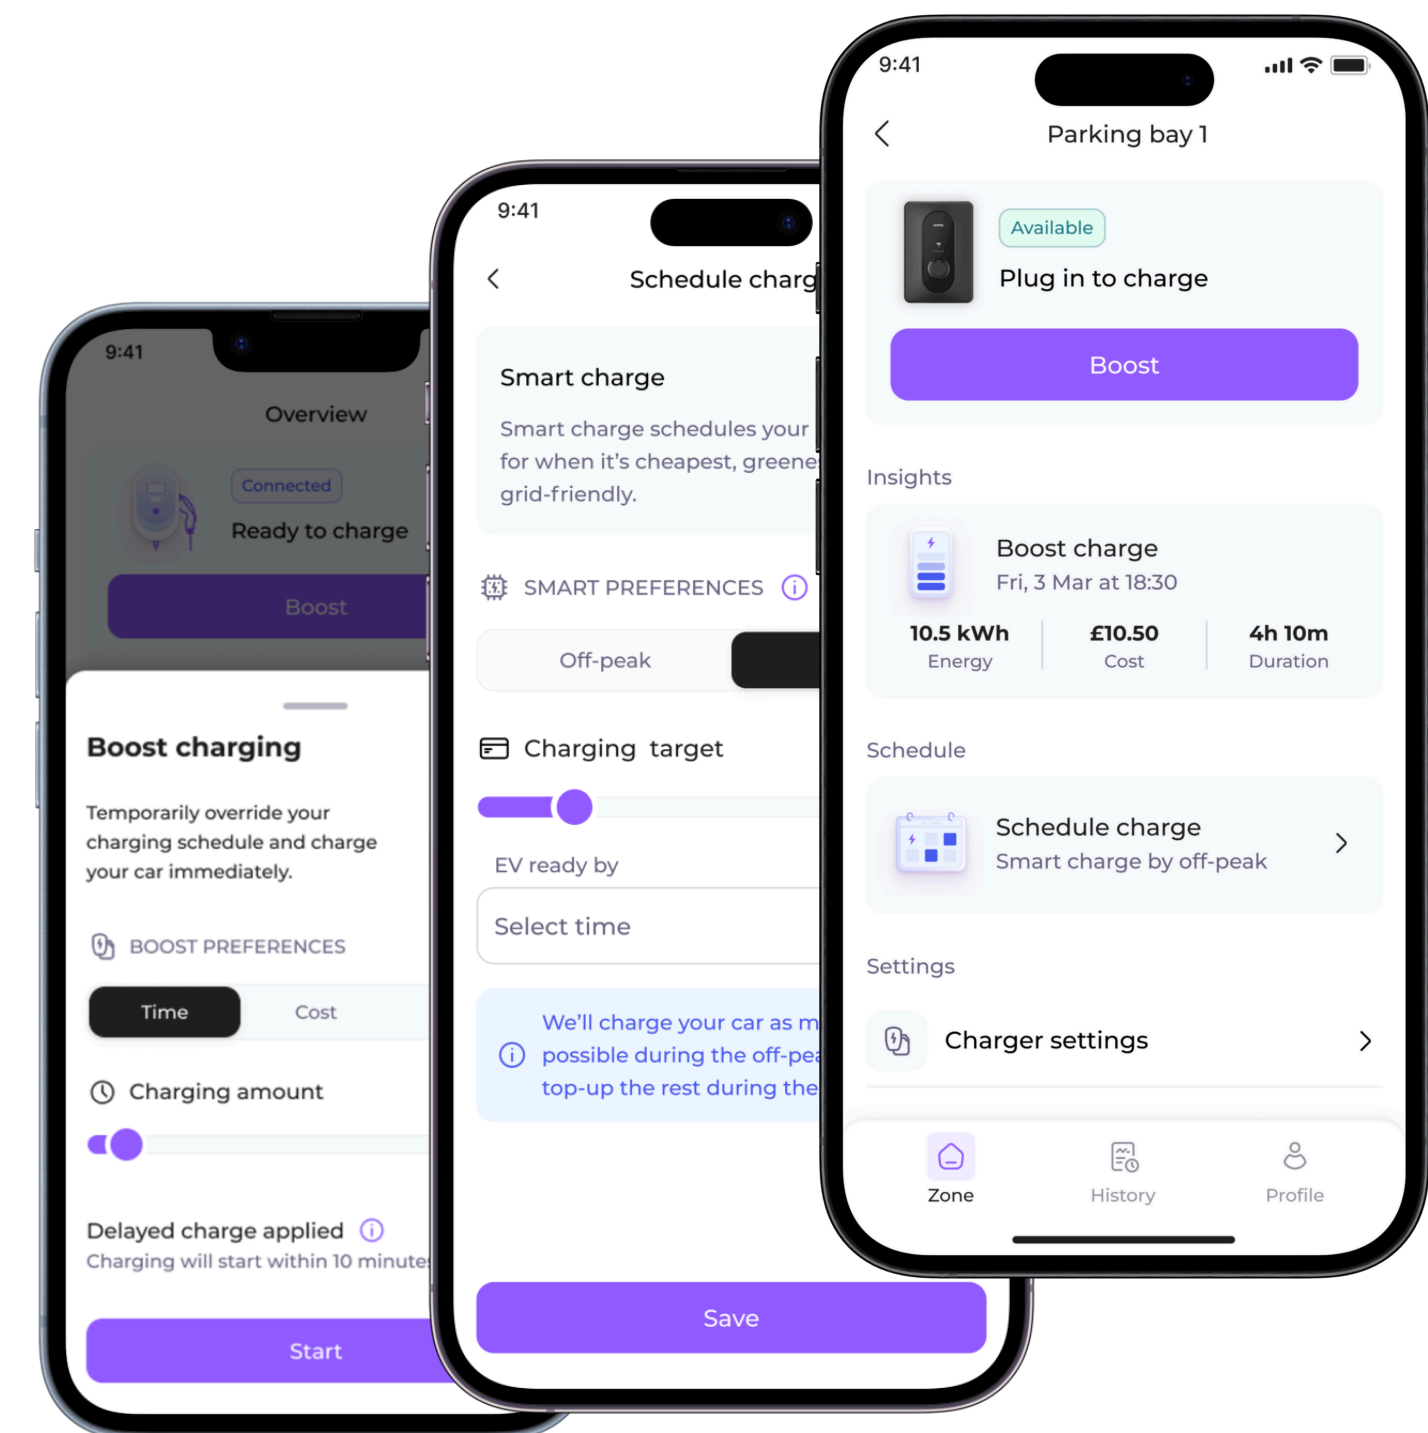 9:41
Overview
Connected
Ready to charge
Boost
Boost charging
Temporarily override your
charging schedule and charge
your car immediately.
BOOST PREFERENCES
Time
Cost
Charging amount
Delayed charge applied
Charging will start within 10
Start
9:41
Schedule
Smart charge
Smart charge schedules your
for when it's cheapest,
grid-friendly.
SMART PREFERENCES
Off-peak
Charging target
EV ready by
Select time
We'll charge your car as
possible during the
top-up the rest during the
Save
9:41
Parking bay 1
Available
Plug in to charge
Boost
Insights
Boost charge
Fri, 3 Mar at 18:30
10.5 kWh
Energy
£10.50
Cost
4h 10m
Duration
Schedule
Schedule charge
Smart charge by off-peak
Settings
Charger settings
Zone
History
Profile